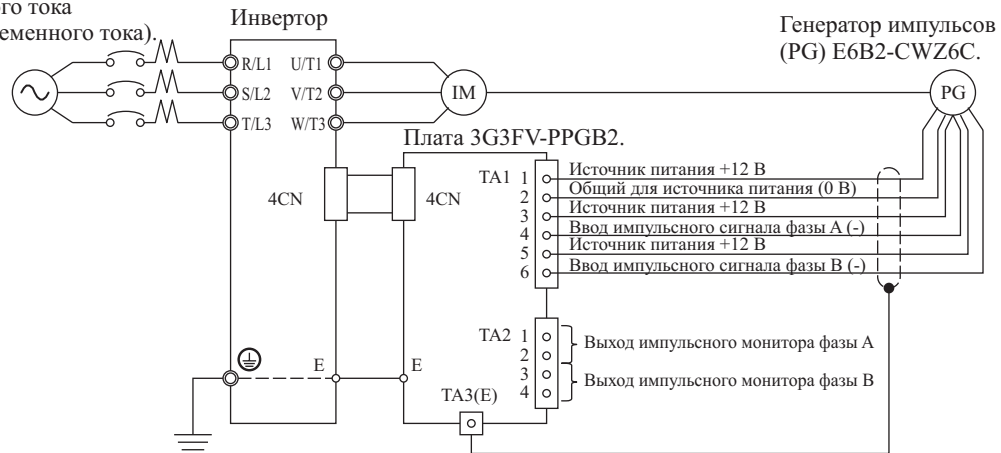 ого тока
еменного тока).
Инвертор
Генератор импульсов
(PG) E6B2-CWZ6C.
R/L1 U/T1
S/L2 V/T2
T/L3 W/T3
IM
PG
Плата 3G3FV-PPGB2.
4CN
4CN
TA1
1 Источник питания +12 В
2 Общий для источника питания (0 В)
3 Источник питания +12 В
4 Ввод импульсного сигнала фазы A (-)
5 Источник питания +12 В
6 Ввод импульсного сигнала фазы B (-)
TA2
1
2
Выход импульсного монитора фазы A
3
4
Выход импульсного монитора фазы B
E
E
TA3(E)